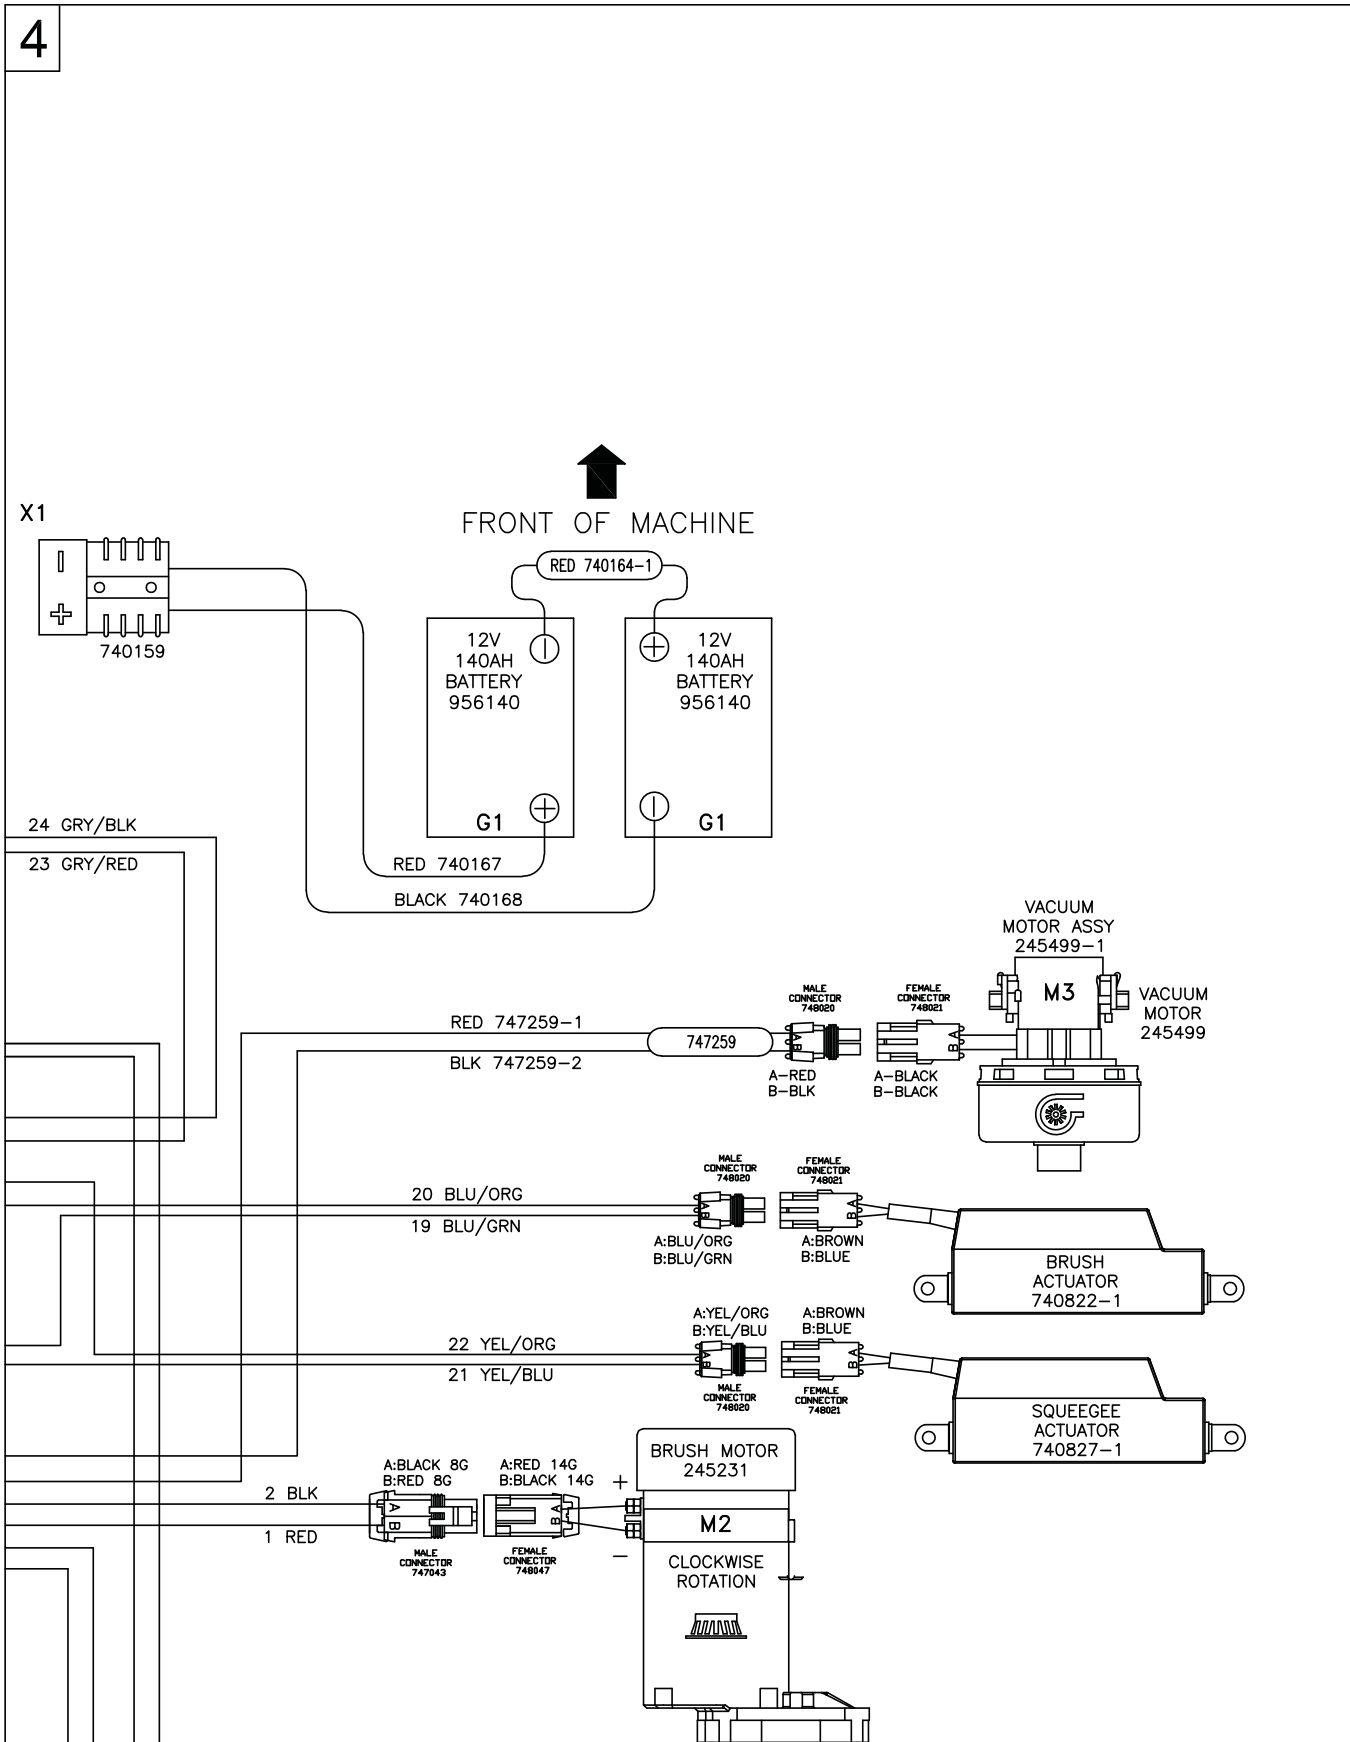 4
X1
FRONT OF MACHINE
RED 740164-1
740159
12V
140AH
BATTERY
956140
G1
12V
140AH
BATTERY
956140
G1
24 GRY/BLK
23 GRY/RED
RED 740167
BLACK 740168
VACUUM
MOTOR ASSY
245499-1
M3
VACUUM
MOTOR
245499
MALE
CONNECTOR
748020
FEMALE
CONNECTOR
748021
RED 747259-1
747259
BLK 747259-2
A
B
A
B
A-RED
B-BLK
A-BLACK
B-BLACK
MALE
CONNECTOR
748020
FEMALE
CONNECTOR
748021
20 BLU/ORG
19 BLU/GRN
A
B
A
B
A:BLU/ORG
B:BLU/GRN
A:BROWN
B:BLUE
BRUSH
ACTUATOR
740822-1
A:YEL/ORG
B:YEL/BLU
A:BROWN
B:BLUE
22 YEL/ORG
21 YEL/BLU
A
B
A
B
MALE
CONNECTOR
748020
FEMALE
CONNECTOR
748021
SQUEEGEE
ACTUATOR
740827-1
BRUSH MOTOR
245231
A:BLACK 8G
B:RED 8G
A:RED 14G
B:BLACK 14G
+
2 BLK
1 RED
A
B
A
B
M2
MALE
CONNECTOR
747043
FEMALE
CONNECTOR
748047
-
CLOCKWISE
ROTATION